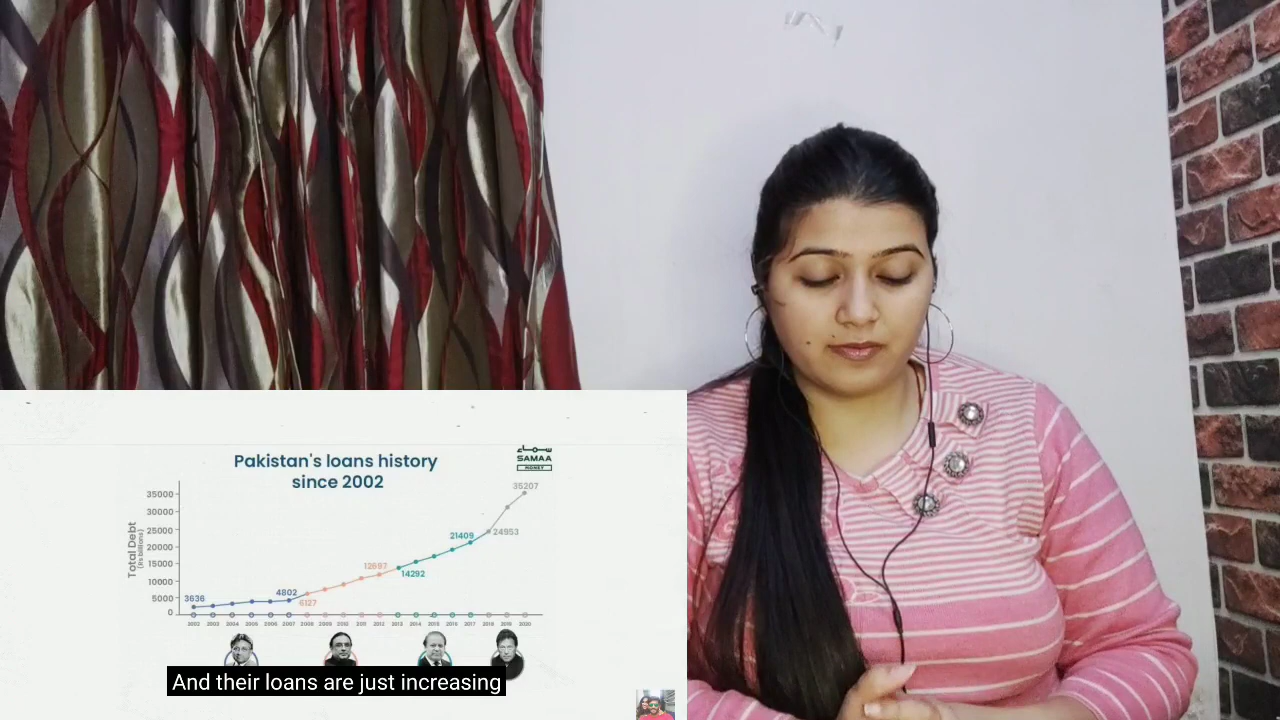 Pakistan's loans history
since 2002
سماء
SAMAA
MONEY
Total Debt
(in billions)
35000
30000
25000
20000
15000
10000
5000
0
3636
4802
6127
12697
14292
21409
24953
35207
2002 2003 2004 2005 2006 2007 2008 2009 2010 2011 2012 2013 2014 2015 2016 2017 2018 2019 2020
And their loans are just increasing